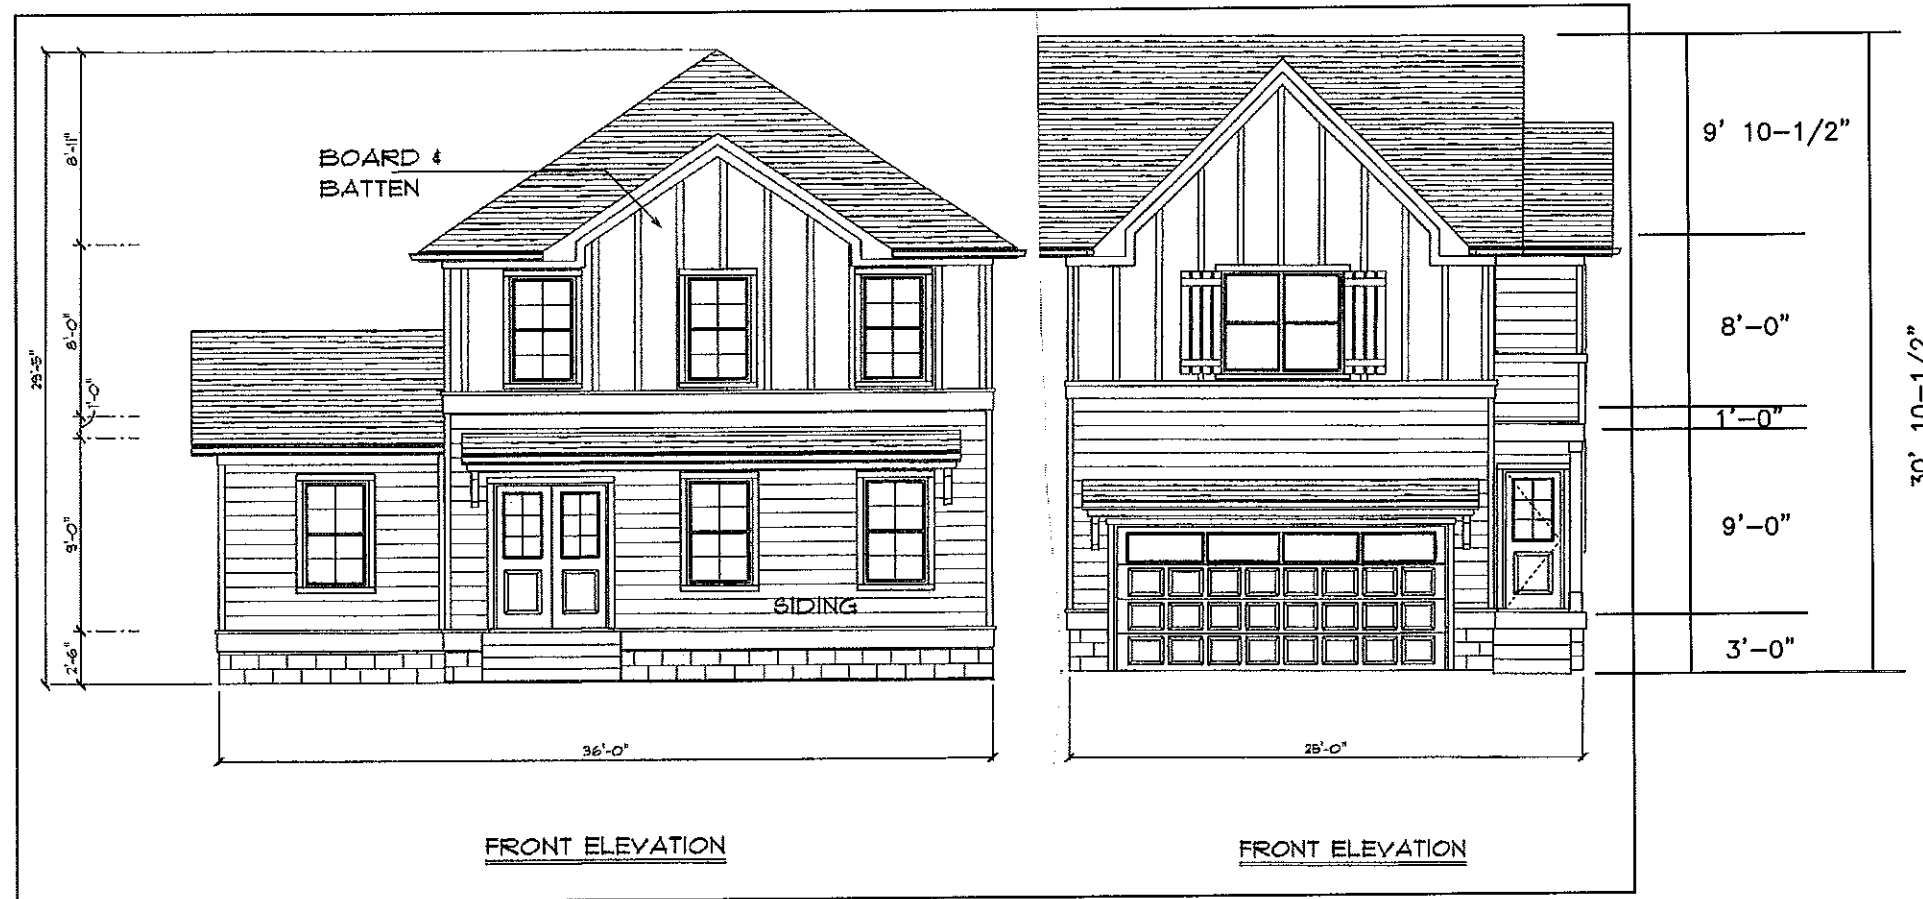 BOARD &
BATTEN
8'-11"
8'-0"
1'-0"
9'-0"
2'-6"
29'-5"
SIDING
36'-0"
FRONT ELEVATION
9' 10-1/2"
8'-0"
1'-0"
9'-0"
3'-0"
30' 10-1/2"
28'-0"
FRONT ELEVATION